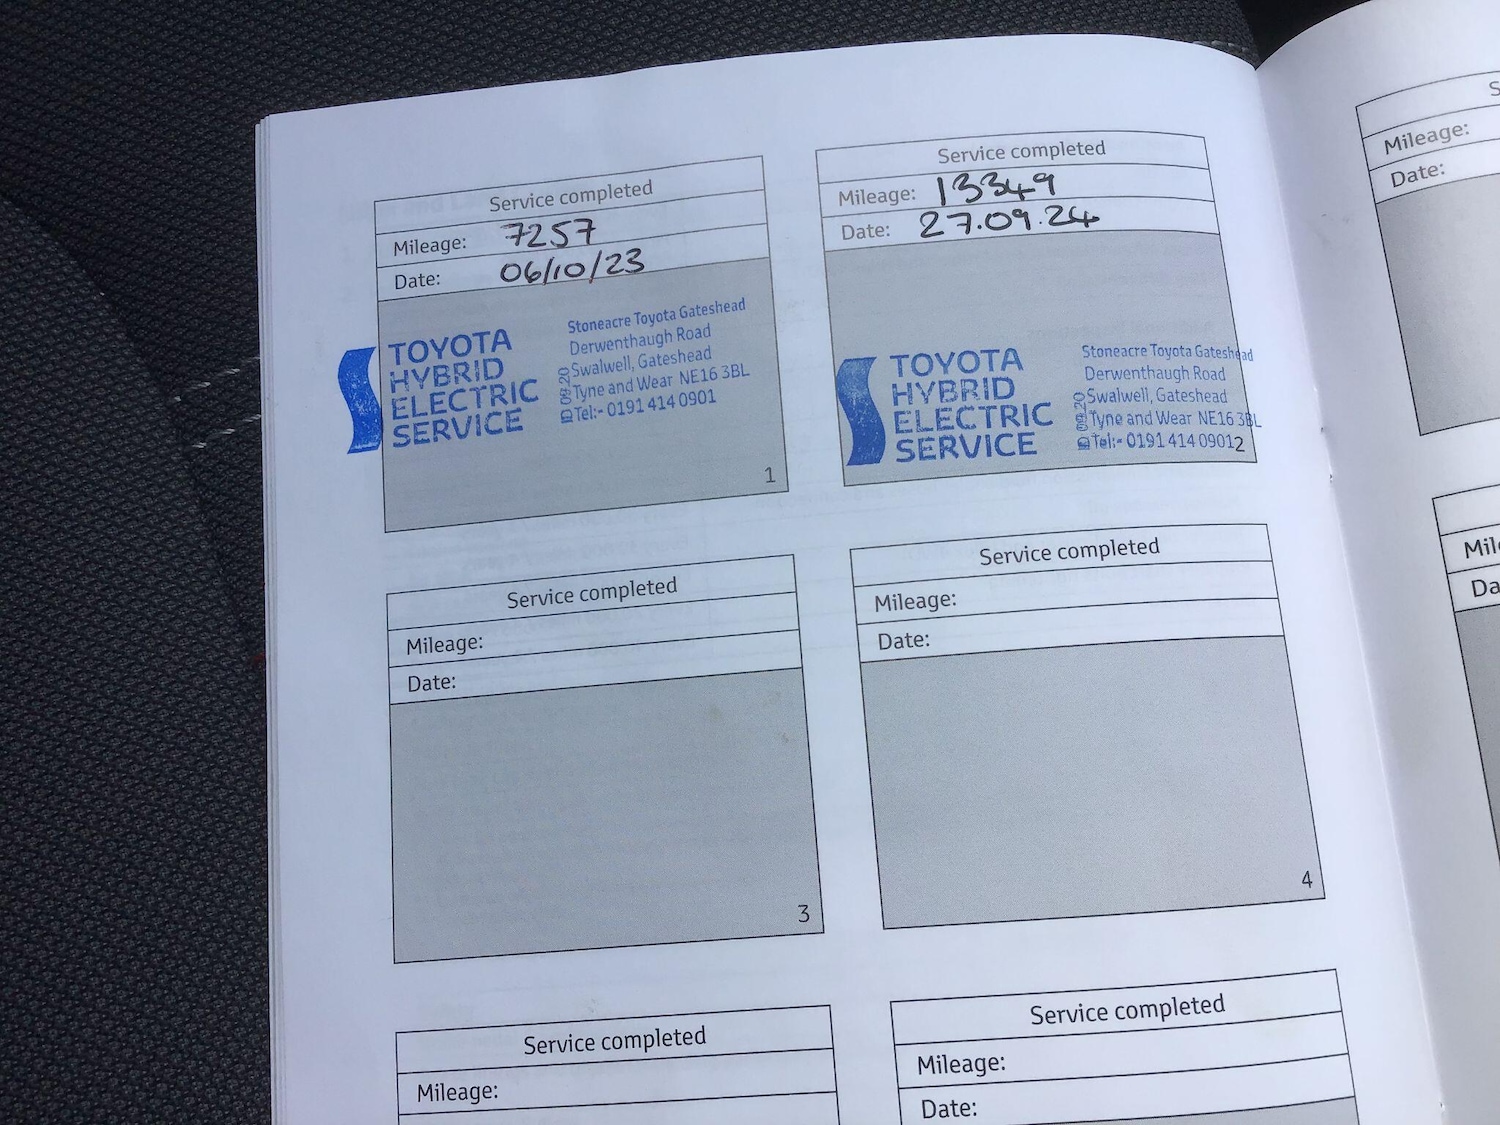 Service completed
Mileage: 7257
Date: 06/10/23
TOYOTA
HYBRID
ELECTRIC
SERVICE
Stoneacre Toyota Gateshead
Derwenthaugh Road
Swalwell, Gateshead
Tyne and Wear NE16 3BL
Tel:- 0191 414 0901
1
Service completed
Mileage: 13349
Date: 27.09.24
TOYOTA
HYBRID
ELECTRIC
SERVICE
Stoneacre Toyota Gateshead
Derwenthaugh Road
Swalwell, Gateshead
Tyne and Wear NE16 3BL
Tel:- 0191 414 0901
2
Service completed
Mileage:
Date:
3
Service completed
Mileage:
Date:
4
Service completed
Mileage:
Service completed
Mileage:
Date:
Mileage:
Date: